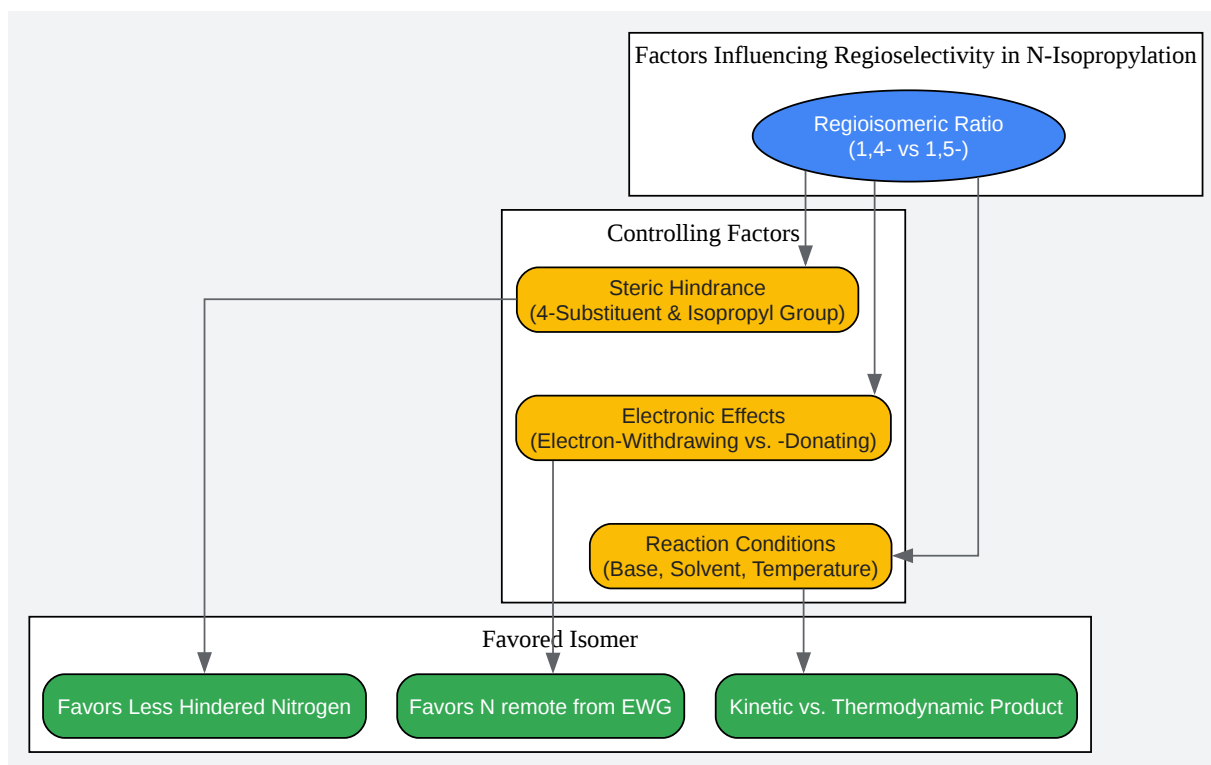 Factors Influencing Regioselectivity in N-Isopropylation
Regioisomeric Ratio
(1,4- vs 1,5-)
Controlling Factors
Steric Hindrance
(4-Substituent & Isopropyl Group)
Electronic Effects
(Electron-Withdrawing vs. -Donating)
Reaction Conditions
(Base, Solvent, Temperature)
Favored Isomer
Favors Less Hindered Nitrogen
Favors N remote from EWG
Kinetic vs. Thermodynamic Product